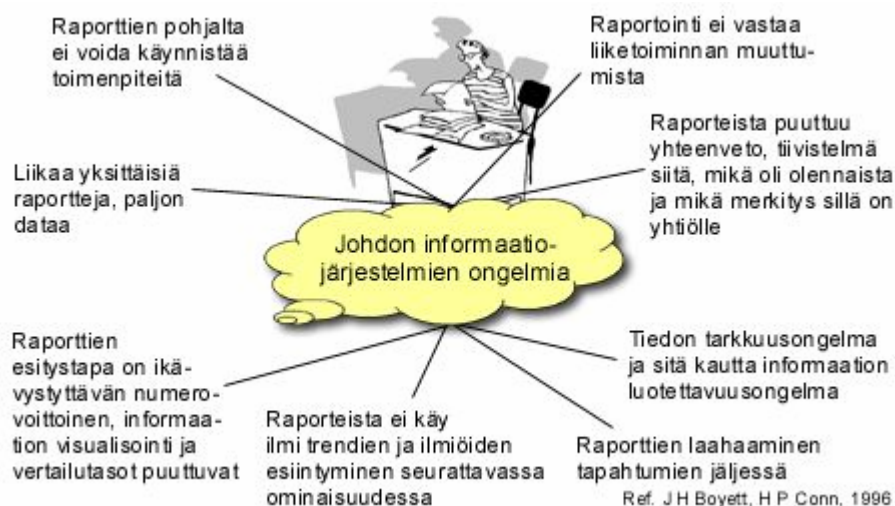 Raporttien pohjalta
ei voida käynnistää
toimenpiteitä
Raportointi ei vastaa
liiketoiminnan muuttu-
mista
Liikaa yksittäisiä
raportteja, paljon
dataa
Raporteista puuttuu
yhteenveto, tiivistelmä
siitä, mikä oli olennaista
ja mikä merkitys sillä on
yhtiölle
Johdon informaatio-
järjestelmien ongelmia
Raporttien
esitystapa on ikä-
vystyttävän numero-
voittoinen, informaa-
tion visualisointi ja
vertailutasot puuttuvat
Raporteista ei käy
ilmi trendien ja ilmiöiden
esiintyminen seurattavassa
ominaisuudessa
Tiedon tarkkuusongelma
ja sitä kautta informaation
luotettavuusongelma
Raporttien laahaaminen
tapahtumien jäljessä
Ref. J H Boyett, H P Conn, 1996